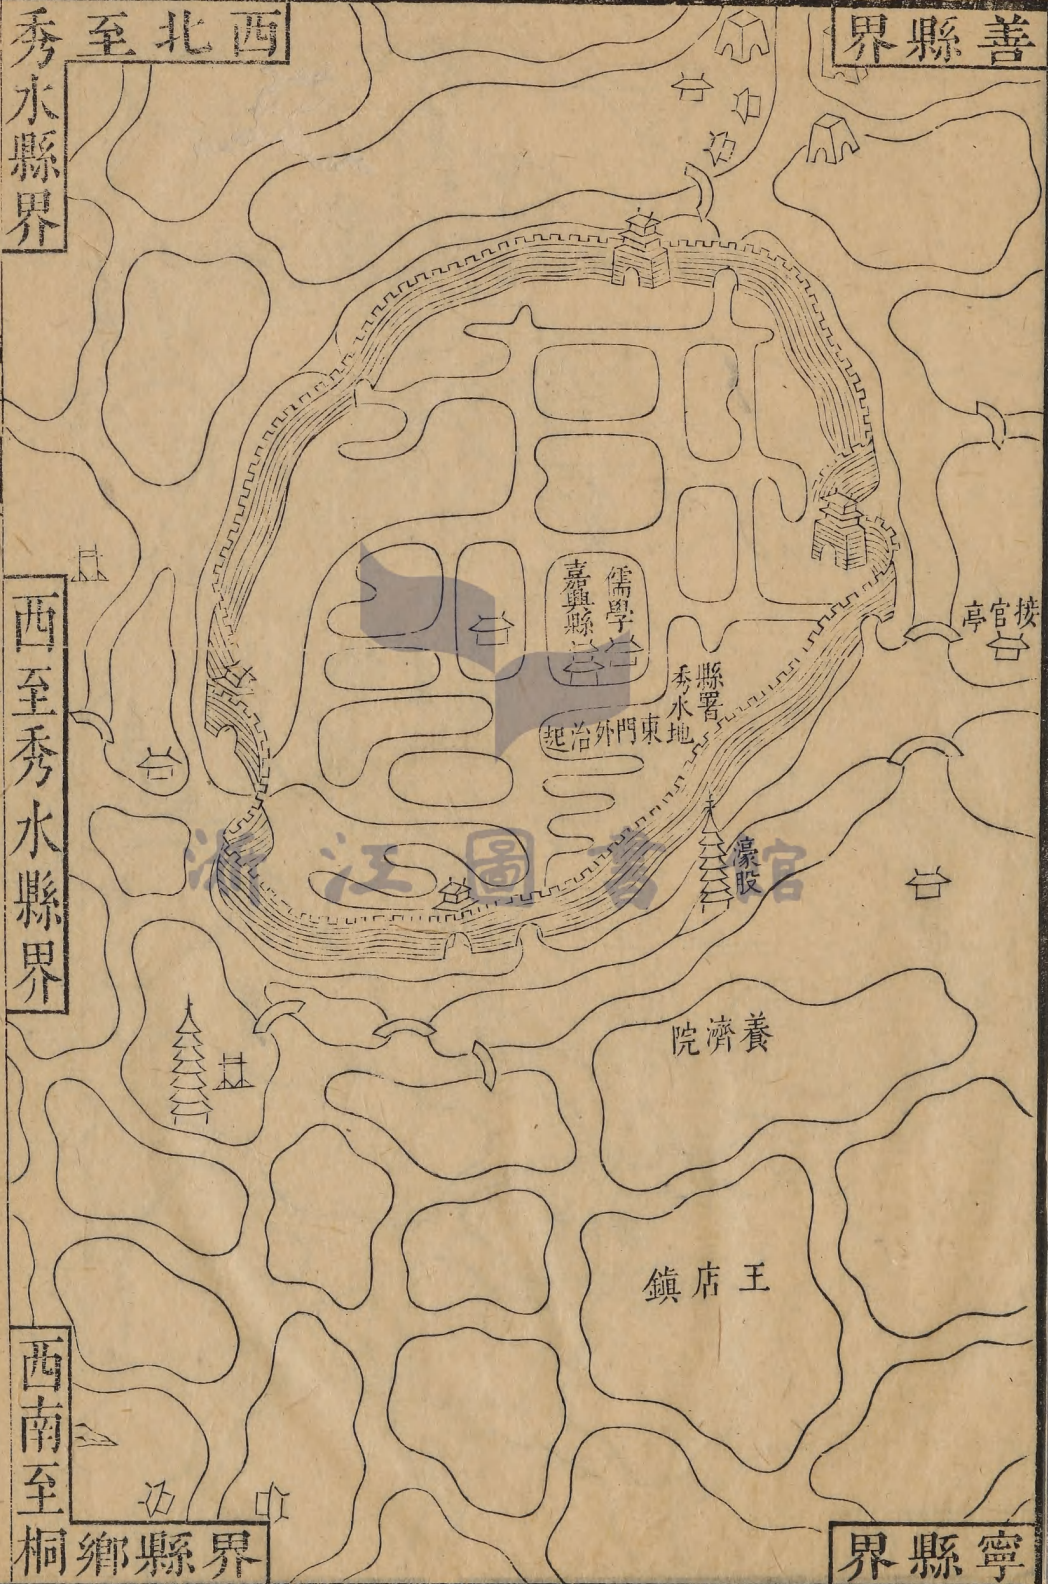 善縣界
西北至
秀水縣界
接官亭
儒學
嘉興縣
縣署
秀水地
東門外治起
西至秀水縣界
濠股
浙江圖書館
養濟院
王店鎮
西南至
桐鄉縣界
寧縣界